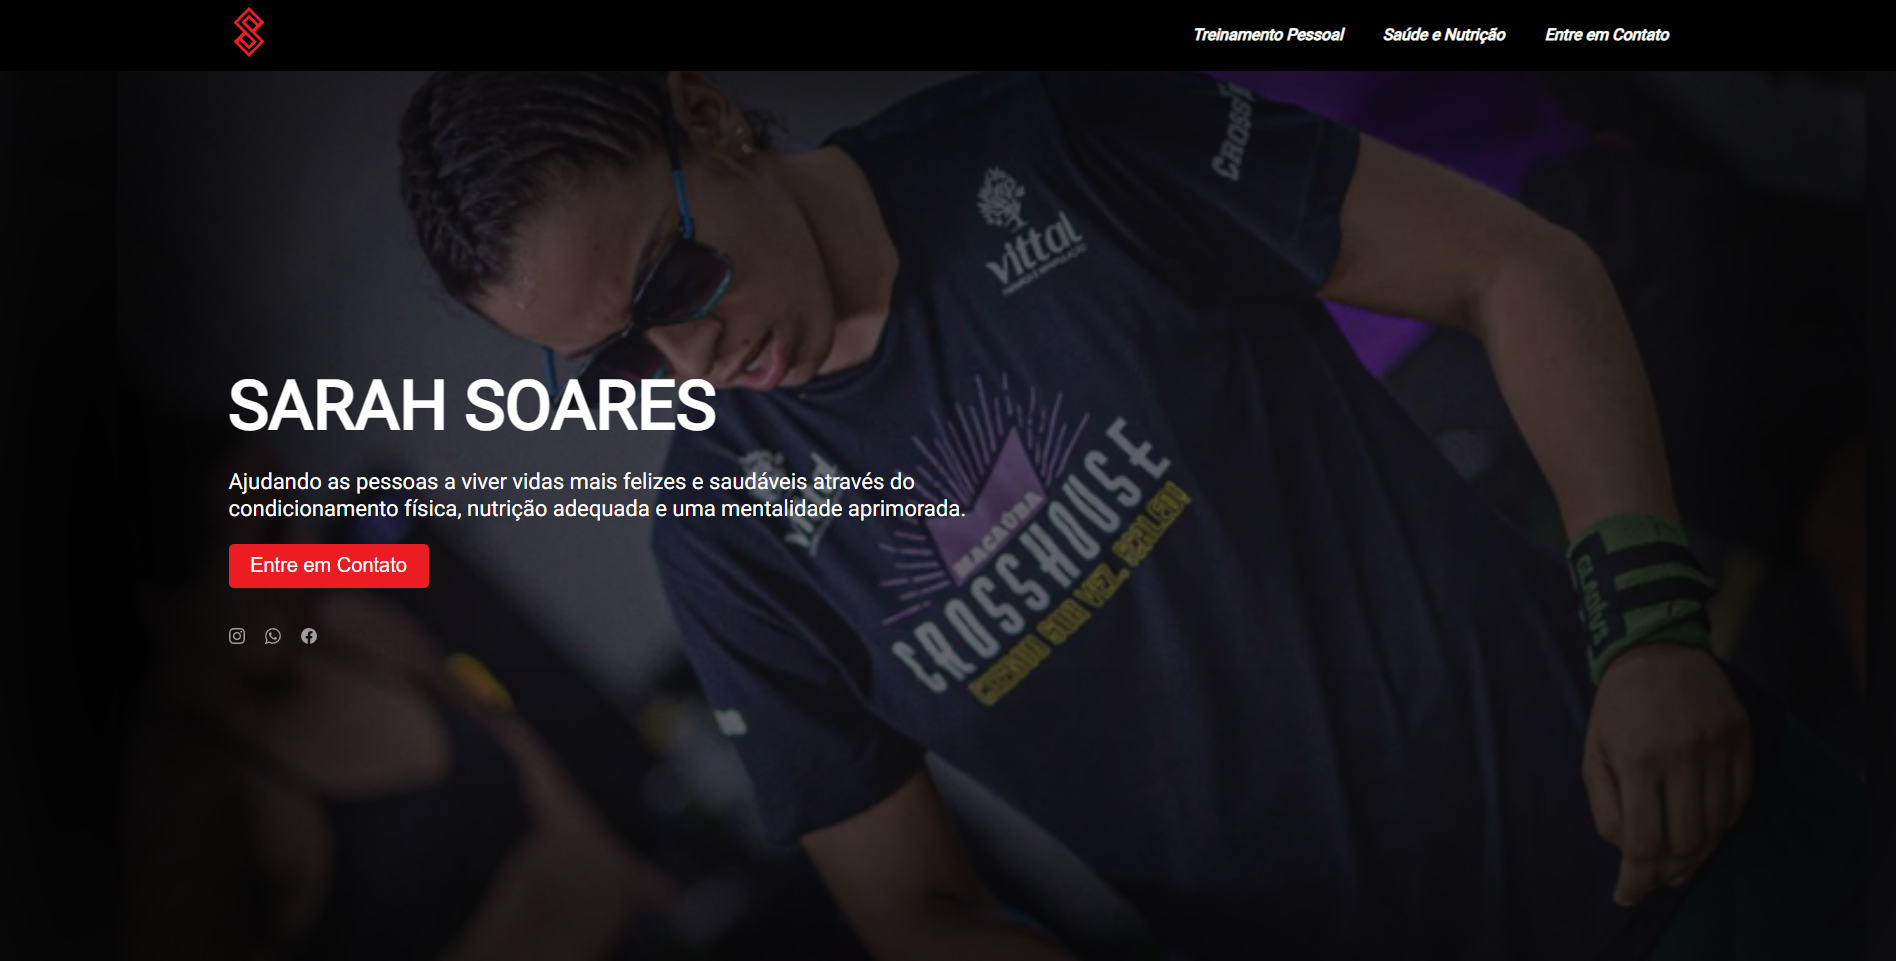 Treinamento Pessoal
Saúde e Nutrição
Entre em Contato
CROSSF
vittal
SARAH SOARES
Ajudando as pessoas a viver vidas mais felizes e saudáveis através do
condicionamento física, nutrição adequada e uma mentalidade aprimorada.
MACAÚBA
CROSSHOUSE
Entre em Contato